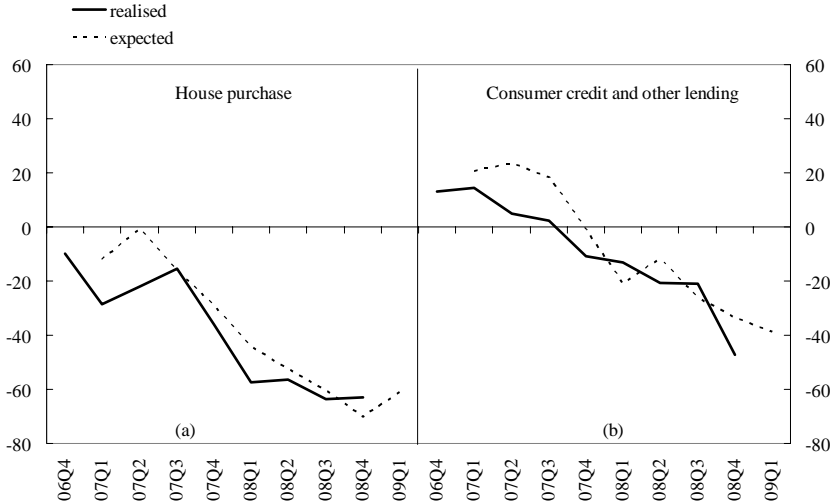 realised
expected
60 60
House purchase Consumer credit and other lending
40 40
20 20
0 0
-20 -20
-40 -40
-60 -60
(a) (b)
-80 -80
06Q4 07Q1 07Q2 07Q3 07Q4 08Q1 08Q2 08Q3 08Q4 09Q1 06Q4 07Q1 07Q2 07Q3 07Q4 08Q1 08Q2 08Q3 08Q4 09Q1